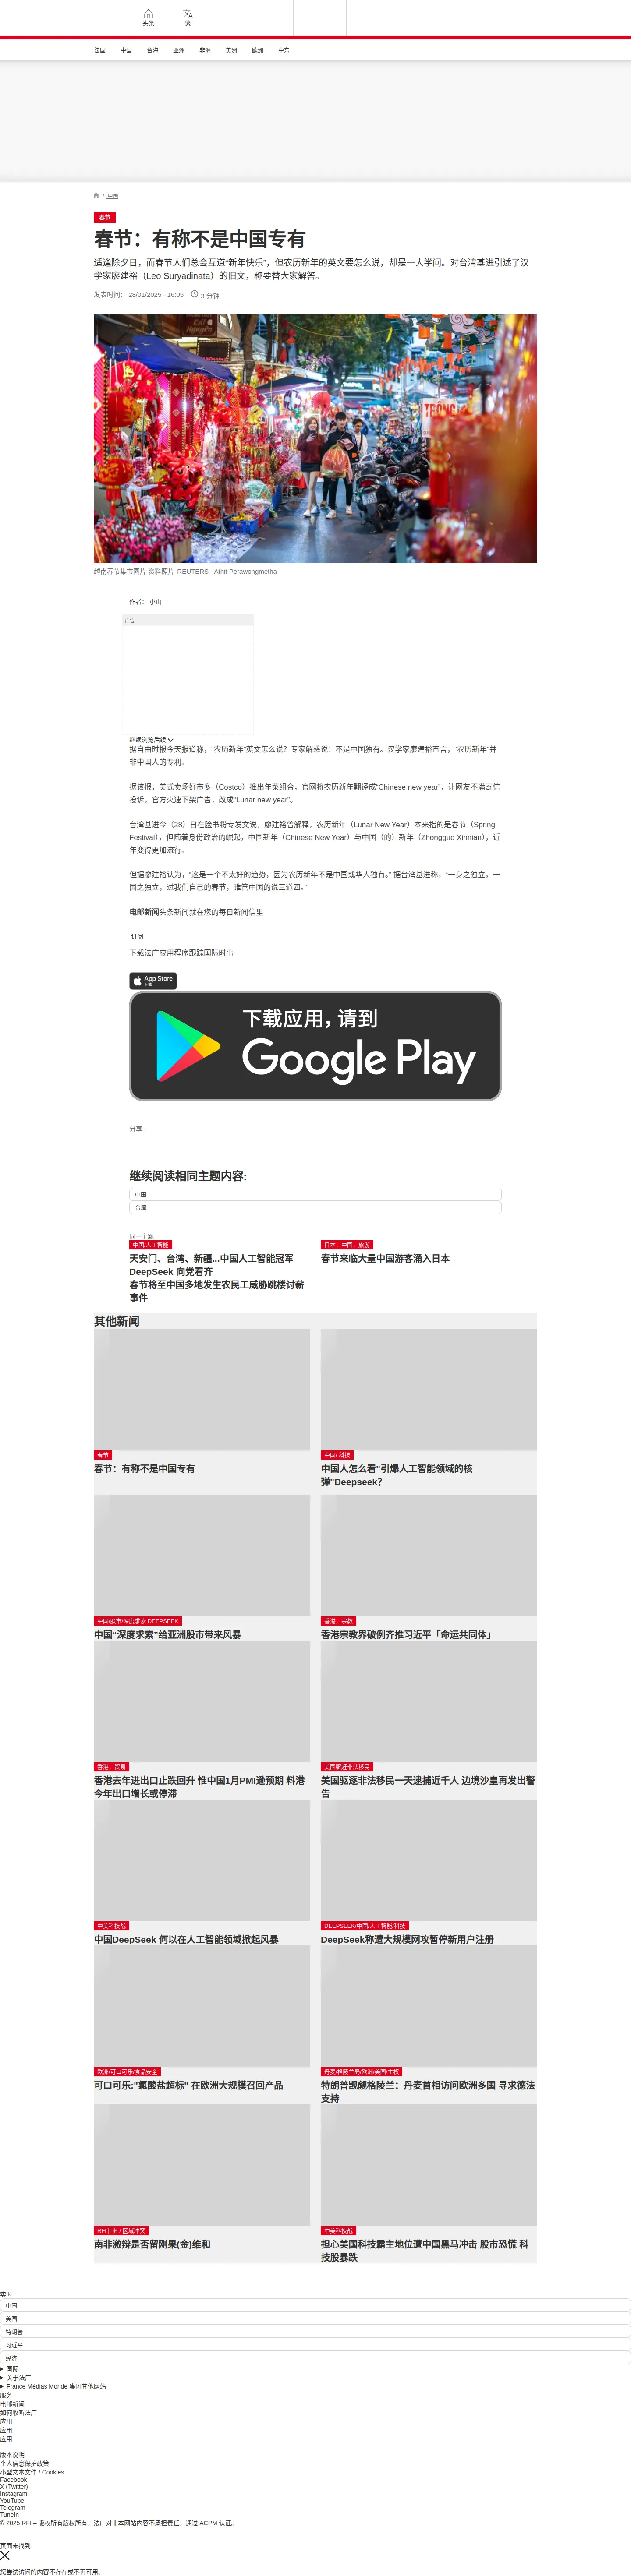 头条
繁
法国
中国
台海
亚洲
非洲
美洲
欧洲
中东
/ 中国
春节
春节：有称不是中国专有
适逢除夕日，而春节人们总会互道“新年快乐”，但农历新年的英文要怎么说，却是一大学问。对台湾基进引述了汉
学家廖建裕（Leo Suryadinata）的旧文，称要替大家解答。
发表时间： 28/01/2025 - 16:05
3 分钟
越南春节集市图片 资料照片 REUTERS - Athit Perawongmetha
作者： 小山
广告
继续浏览后续
据自由时报今天报道称，“农历新年”英文怎么说？专家解惑说：不是中国独有。汉学家廖建裕直言，“农历新年”并
非中国人的专利。
据该报，美式卖场好市多（Costco）推出年菜组合，官网将农历新年翻译成“Chinese new year”，让网友不满寄信
投诉，官方火速下架广告，改成“Lunar new year”。
台湾基进今（28）日在脸书粉专发文说，廖建裕曾解释，农历新年（Lunar New Year）本来指的是春节（Spring
Festival），但随着身份政治的崛起，中国新年（Chinese New Year）与中国（的）新年（Zhongguo Xinnian），近
年变得更加流行。
但据廖建裕认为，“这是一个不太好的趋势，因为农历新年不是中国或华人独有。” 据台湾基进称，“一身之独立，一
国之独立，过我们自己的春节，谁管中国的说三道四。”
电邮新闻头条新闻就在您的每日新闻信里
订阅
下载法广应用程序跟踪国际时事
App Store
下载
下载应用，请到
Google Play
分享 :
继续阅读相同主题内容:
中国
台湾
同一主题
中国/人工智能
天安门、台湾、新疆...中国人工智能冠军
DeepSeek 向党看齐
春节将至中国多地发生农民工威胁跳楼讨薪
事件
日本，中国，旅游
春节来临大量中国游客涌入日本
其他新闻
春节
春节：有称不是中国专有
中国/ 科技
中国人怎么看“引爆人工智能领域的核
弹”Deepseek？
中国/股市/深度求索 DEEPSEEK
中国“深度求索”给亚洲股市带来风暴
香港，宗教
香港宗教界破例齐推习近平「命运共同体」
香港，贸易
香港去年进出口止跌回升 惟中国1月PMI逊预期 料港
今年出口增长或停滞
美国驱赶非法移民
美国驱逐非法移民一天逮捕近千人 边境沙皇再发出警
告
中美科技战
中国DeepSeek 何以在人工智能领域掀起风暴
DEEPSEEK/中国/人工智能/科技
DeepSeek称遭大规模网攻暂停新用户注册
欧洲/可口可乐/食品安全
可口可乐:"氯酸盐超标" 在欧洲大规模召回产品
丹麦/格陵兰岛/欧洲/美国/主权
特朗普觊觎格陵兰：丹麦首相访问欧洲多国 寻求德法
支持
RFI非洲 / 区域冲突
南非激辩是否留刚果(金)维和
中美科技战
担心美国科技霸主地位遭中国黑马冲击 股市恐慌 科
技股暴跌
实时
中国
美国
特朗普
习近平
经济
国际
关于法广
France Médias Monde 集团其他网站
服务
电邮新闻
如何收听法广
应用
应用
应用
版本说明
个人信息保护政策
小型文本文件 / Cookies
Facebook
X (Twitter)
Instagram
YouTube
Telegram
TuneIn
© 2025 RFI – 版权所有版权所有。法广对非本网站内容不承担责任。通过 ACPM 认证。
页面未找到
您尝试访问的内容不存在或不再可用。